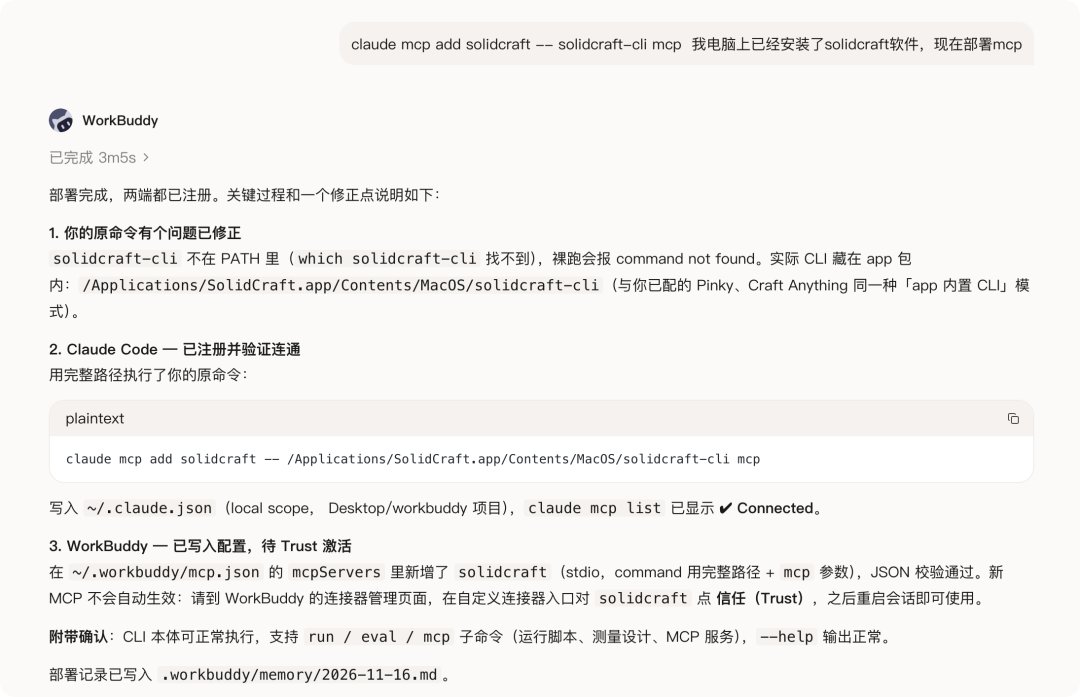 claude mcp add solidcraft -- solidcraft-cli mcp 我电脑上已经安装了solidcraft软件，现在部署mcp
WorkBuddy
已完成 3m5s >
部署完成，两端都已注册。关键过程和一个修正点说明如下：
1. 你的原命令有个问题已修正
solidcraft-cli 不在 PATH 里（which solidcraft-cli 找不到），裸跑会报 command not found。实际 CLI 藏在 app 包
内：/Applications/SolidCraft.app/Contents/MacOS/solidcraft-cli（与你已配的 Pinky、Craft Anything 同一种「app 内置 CLI」模
式）。
2. Claude Code — 已注册并验证连通
用完整路径执行了你的原命令：
plaintext
claude mcp add solidcraft -- /Applications/SolidCraft.app/Contents/MacOS/solidcraft-cli mcp
写入 ~/.claude.json（local scope， Desktop/workbuddy 项目），claude mcp list 已显示 ✔ Connected。
3. WorkBuddy — 已写入配置，待 Trust 激活
在 ~/.workbuddy/mcp.json 的 mcpServers 里新增了 solidcraft（stdio，command 用完整路径 + mcp 参数），JSON 校验通过。新
MCP 不会自动生效：请到 WorkBuddy 的连接器管理页面，在自定义连接器入口对 solidcraft 点 信任（Trust），之后重启会话即可使用。
附带确认：CLI 本体可正常执行，支持 run / eval / mcp 子命令（运行脚本、测量设计、MCP 服务），--help 输出正常。
部署记录已写入 .workbuddy/memory/2026-11-16.md。